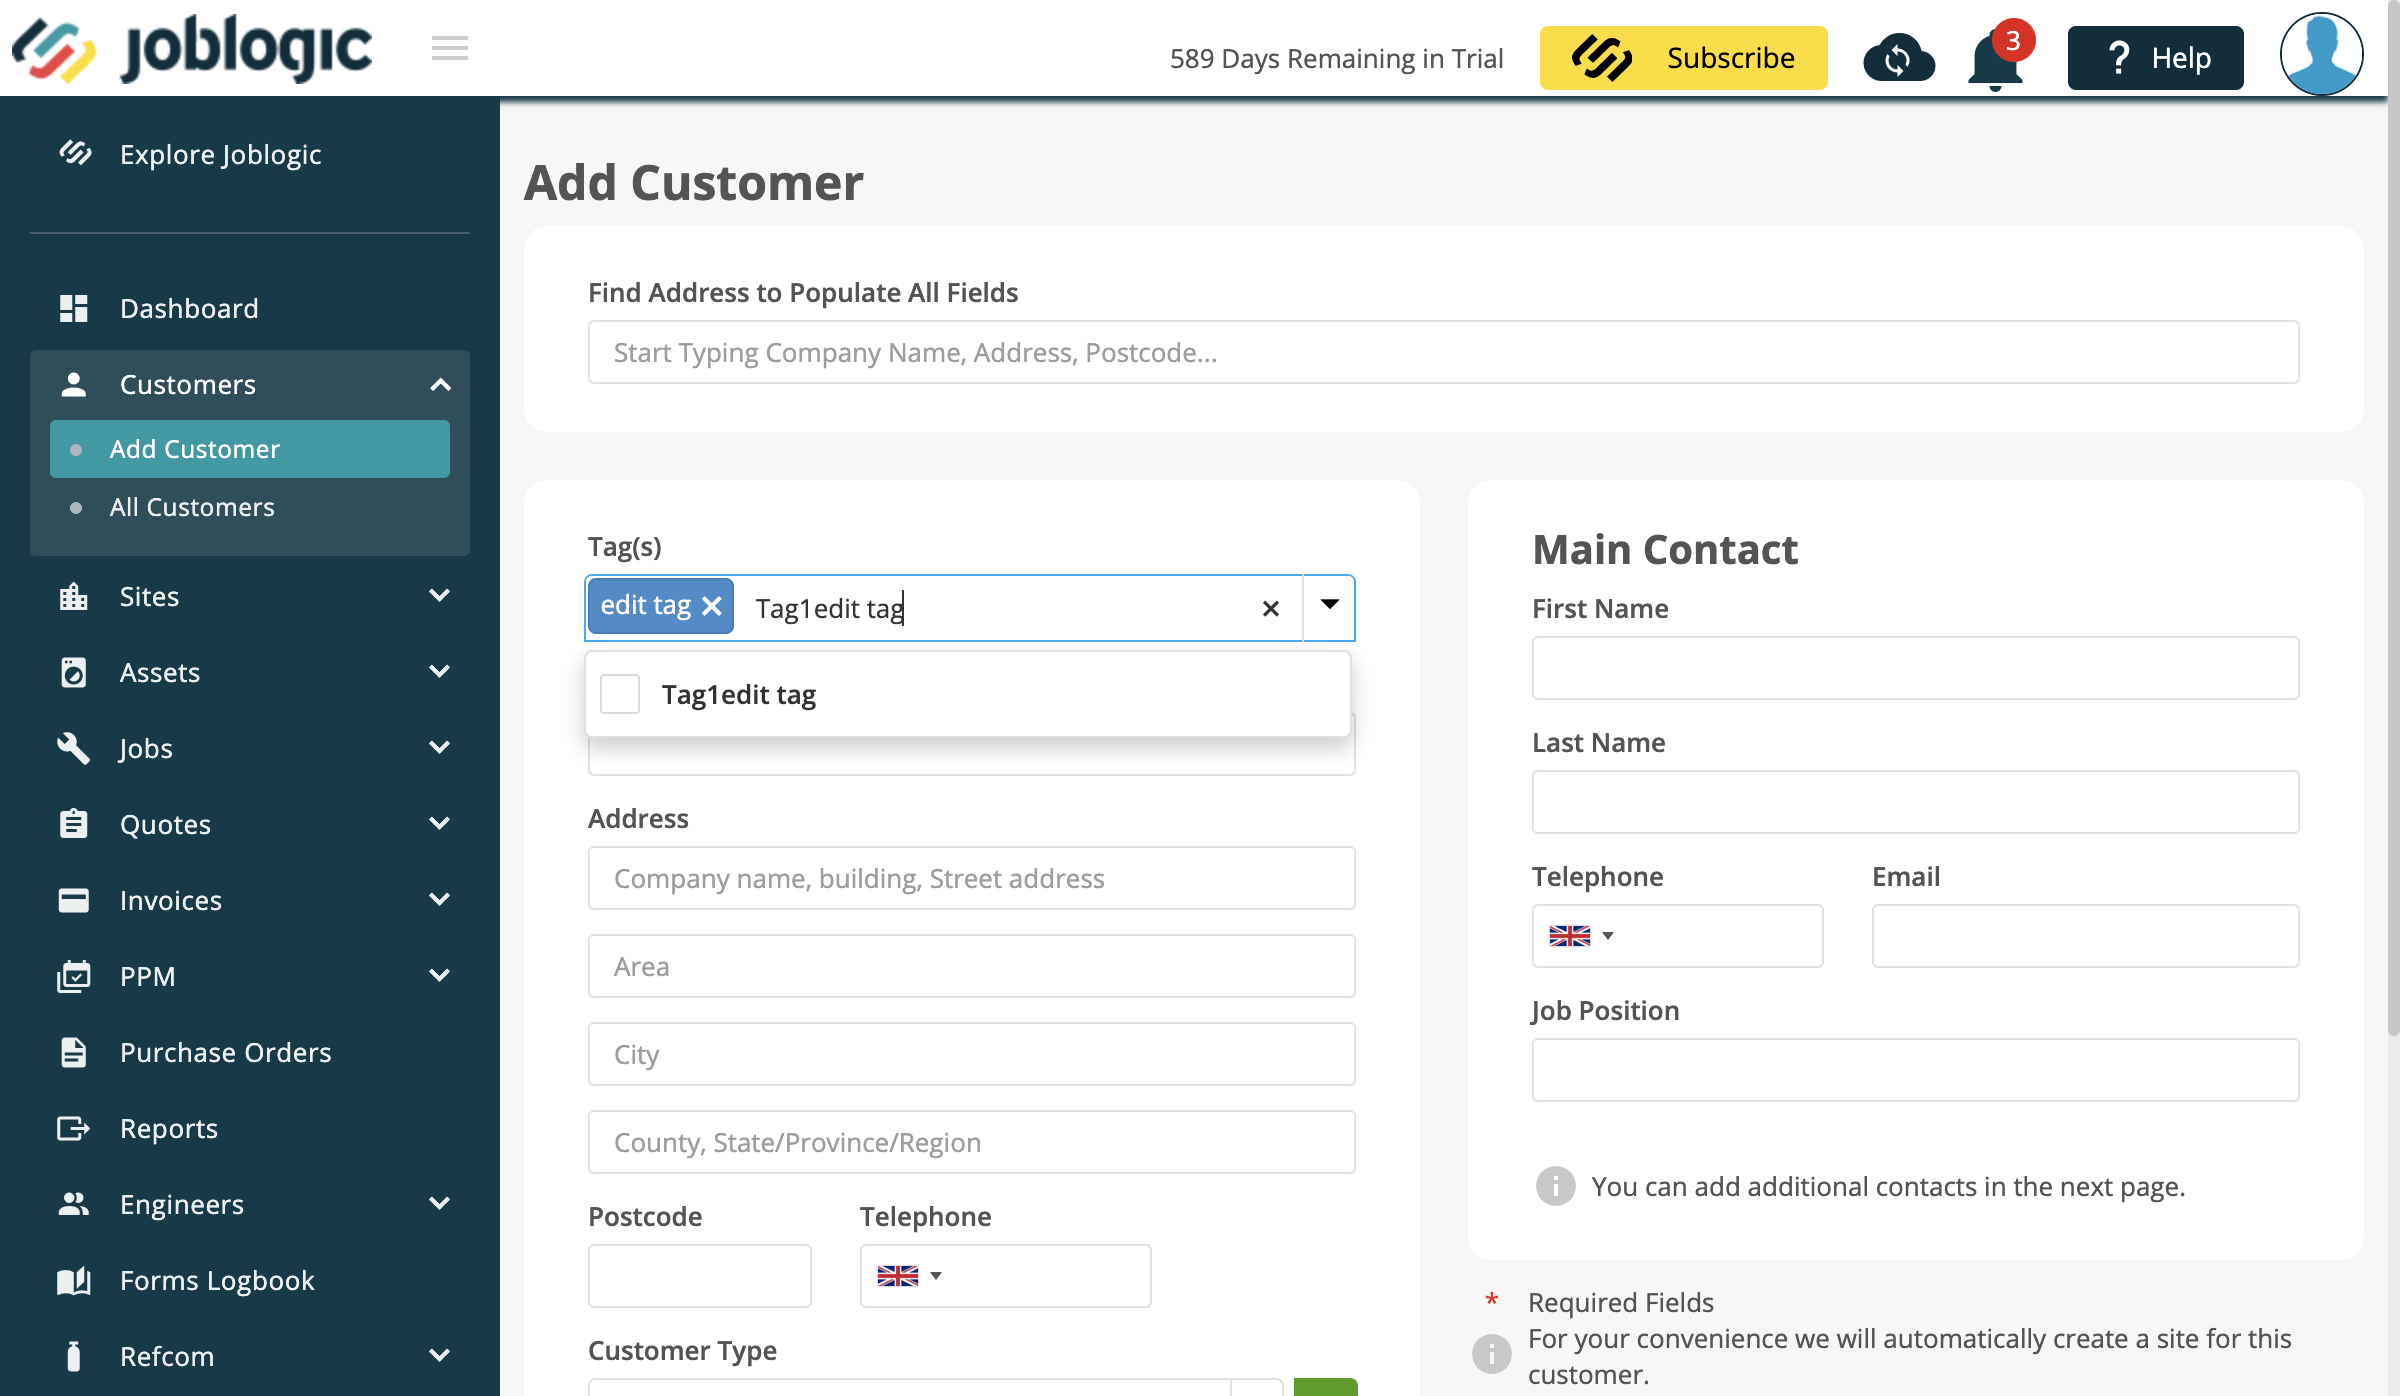 joblogic
589 Days Remaining in Trial
Subscribe
3
? Help
Explore Joblogic
Dashboard
Customers
Add Customer
All Customers
Sites
Assets
Jobs
Quotes
Invoices
PPM
Purchase Orders
Reports
Engineers
Forms Logbook
Refcom
Add Customer
Find Address to Populate All Fields
Start Typing Company Name, Address, Postcode...
Tag(s)
edit tag Tag1edit tag
Tag1edit tag
Address
Company name, building, Street address
Area
City
County, State/Province/Region
Postcode Telephone
Customer Type
Main Contact
First Name
Last Name
Telephone Email
Job Position
You can add additional contacts in the next page.
* Required Fields
For your convenience we will automatically create a site for this
customer.